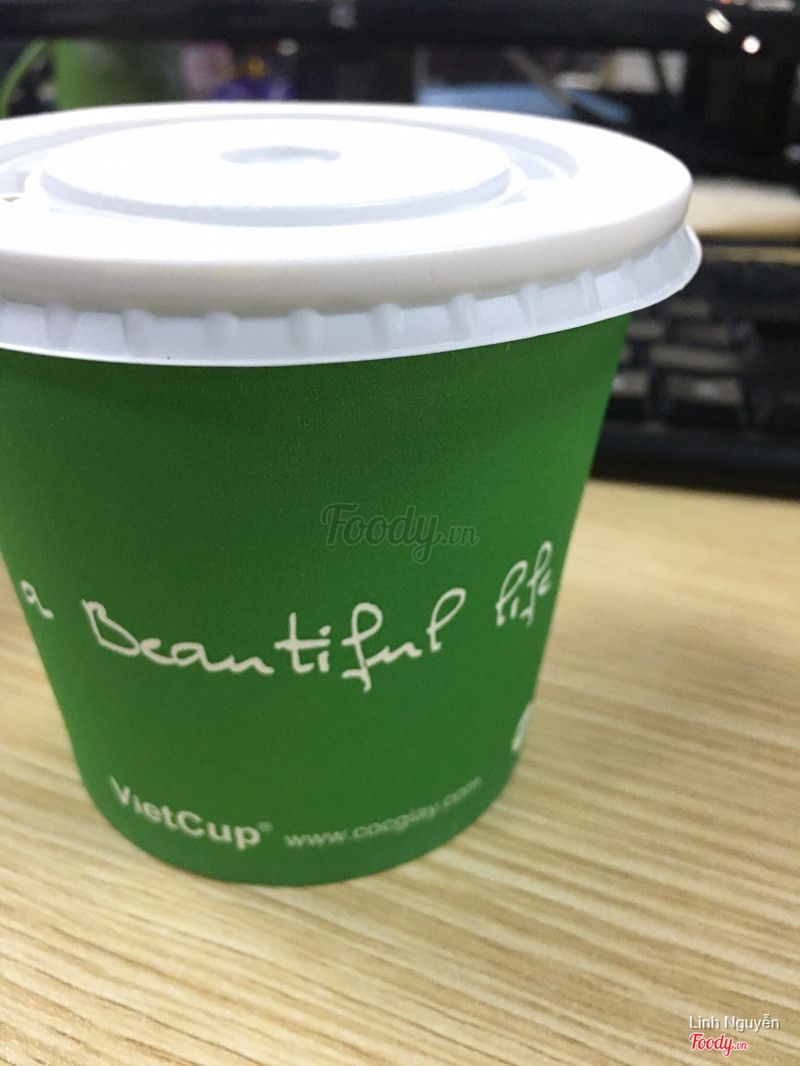 Foody.vn
a Beautiful life
VietCup® www.cocgiay.com
Linh Nguyễn
Foody.vn